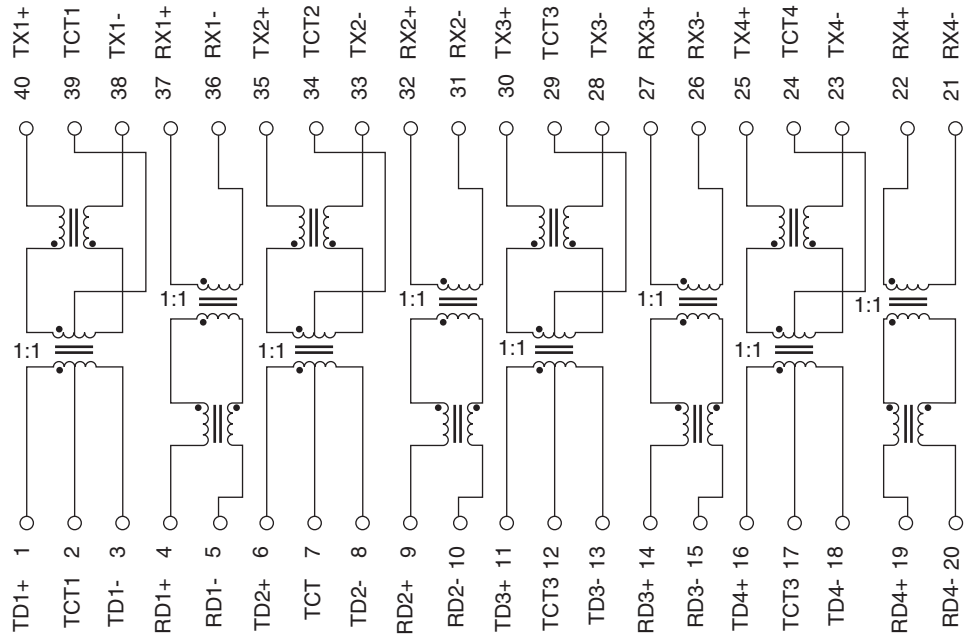 TX1+ TCT1 TX1- RX1+ RX1- TX2+ TCT2 TX2- RX2+ RX2- TX3+ TCT3 TX3- RX3+ RX3- TX4+ TCT4 TX4- RX4+ RX4-
40 39 38 37 36 35 34 33 32 31 30 29 28 27 26 25 24 23 22 21
1:1 1:1 1:1 1:1
1:1 1:1 1:1 1:1
1 2 3 4 5 6 7 8 9 10 11 12 13 14 15 16 17 18 19 20
TD1+ TCT1 TD1- RD1+ RD1- TD2+ TCT TD2- RD2+ RD2- TD3+ TCT3 TD3- RD3+ RD3- TD4+ TCT3 TD4- RD4+ RD4-